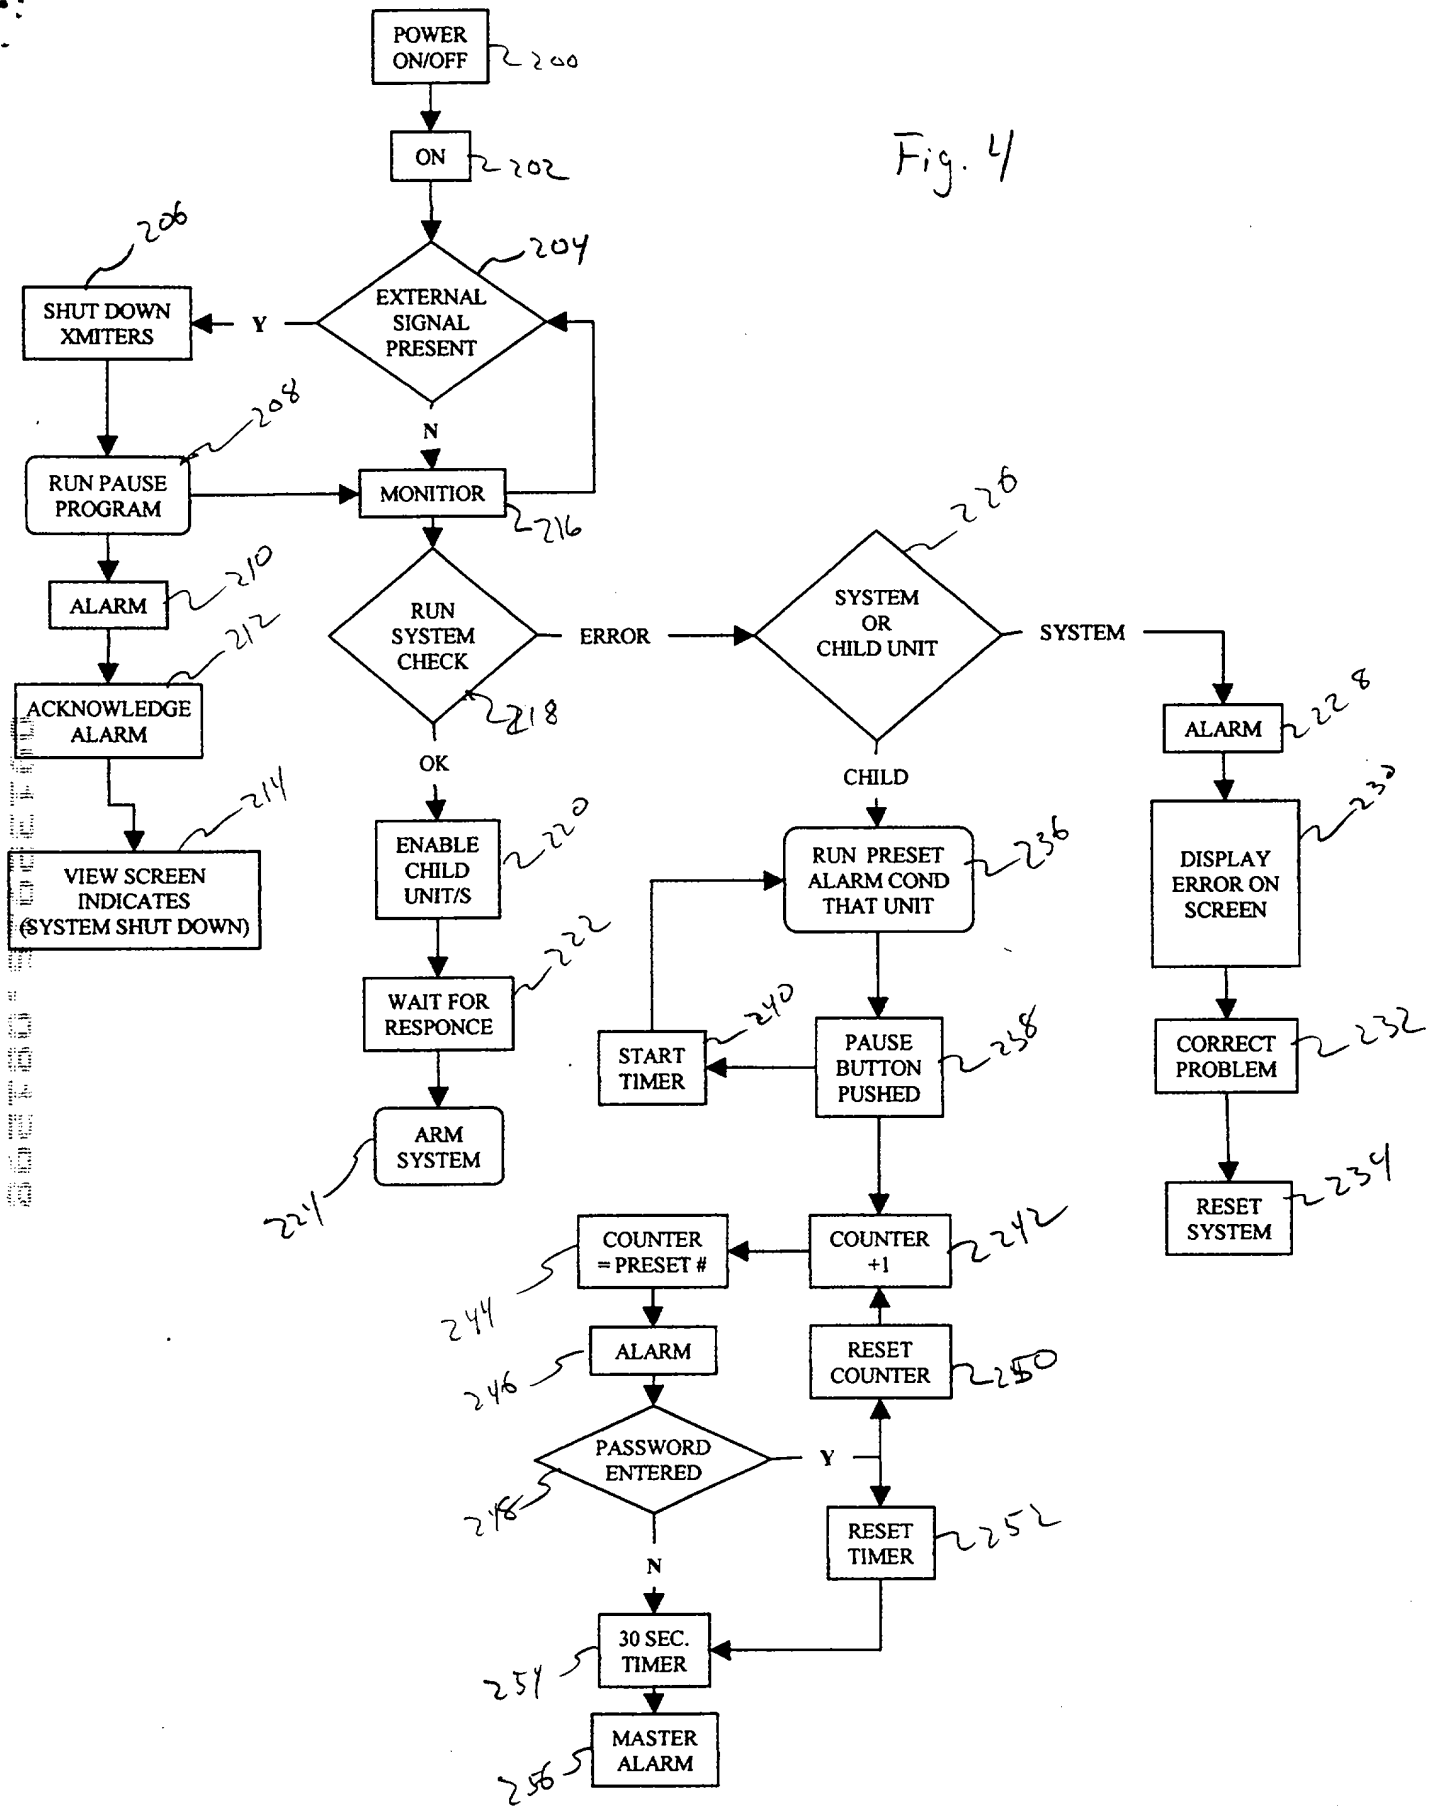 POWER
ON/OFF
200
ON
202
Fig. 4
206
204
SHUT DOWN
XMITERS
Y
EXTERNAL
SIGNAL
PRESENT
208
N
RUN PAUSE
PROGRAM
MONITIOR
216
226
210
ALARM
RUN
SYSTEM
CHECK
ERROR
SYSTEM
OR
CHILD UNIT
SYSTEM
212
218
228
ACKNOWLEDGE
ALARM
ALARM
OK
CHILD
214
220
230
VIEW SCREEN
INDICATES
(SYSTEM SHUT DOWN)
ENABLE
CHILD
UNIT/S
RUN PRESET
ALARM COND
THAT UNIT
236
DISPLAY
ERROR ON
SCREEN
222
WAIT FOR
RESPONCE
240
START
TIMER
PAUSE
BUTTON
PUSHED
238
CORRECT
PROBLEM
232
ARM
SYSTEM
224
234
RESET
SYSTEM
COUNTER
= PRESET #
COUNTER
+1
242
244
ALARM
246
RESET
COUNTER
250
PASSWORD
ENTERED
Y
248
RESET
TIMER
252
N
30 SEC.
TIMER
254
MASTER
ALARM
256